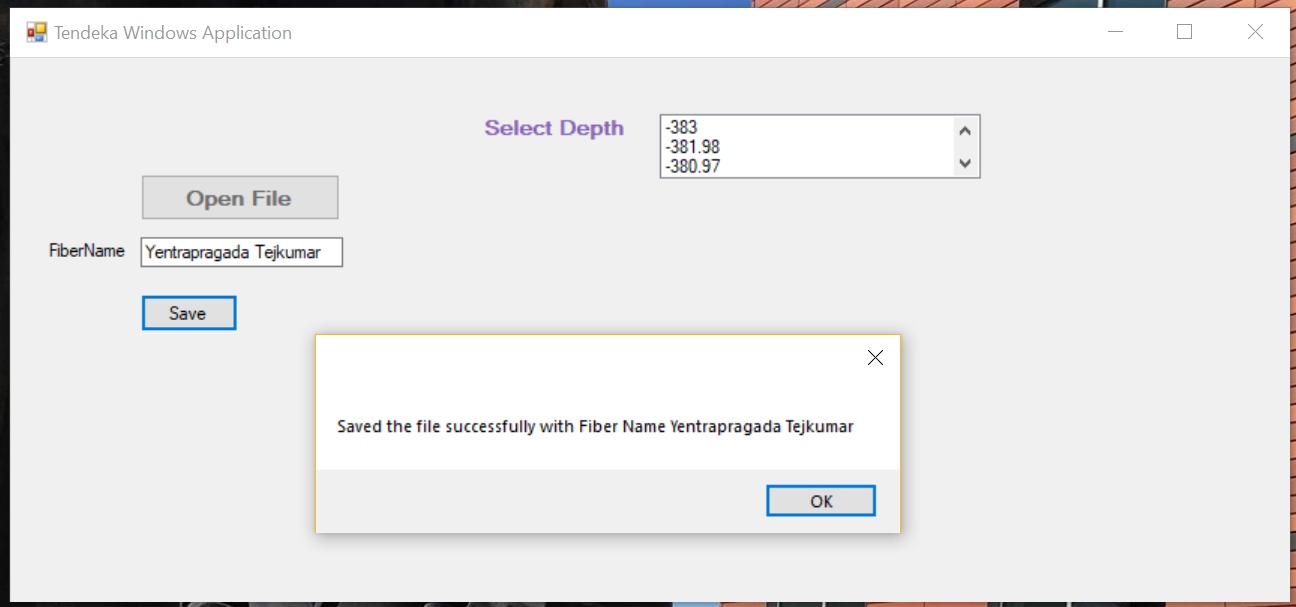 Tendeka Windows Application
Select Depth
-383
-381.98
-380.97
Open File
FiberName
Yentrapragada Tejkumar
Save
Saved the file successfully with Fiber Name Yentrapragada Tejkumar
OK